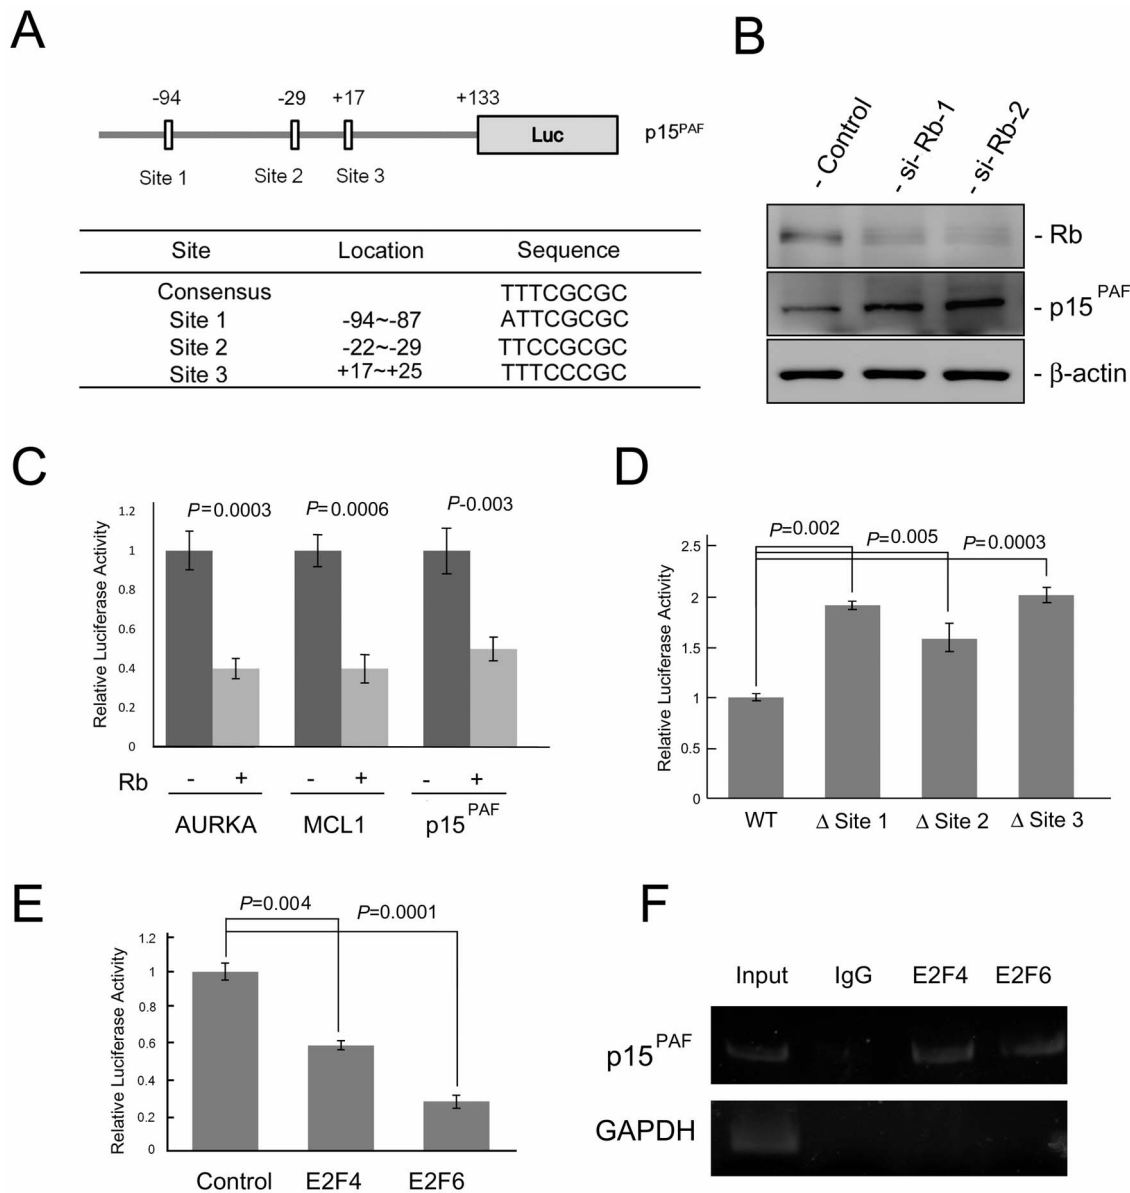 A
-94 -29 +17 +133
Luc p15PAF
Site 1 Site 2 Site 3
Site Location Sequence
Consensus TTTCGCGC
Site 1 -94~-87 ATTCGCGC
Site 2 -22~-29 TTCCGCGC
Site 3 +17~+25 TTTCCCGC
B
- Control - si- Rb-1 - si- Rb-2
- Rb
- p15 PAF
- β-actin
C
Relative Luciferase Activity
1.2
1
0.8
0.6
0.4
0.2
0
P=0.0003 P=0.0006 P-0.003
Rb - + - + - +
AURKA MCL1 p15PAF
D
Relative Luciferase Activity
2.5
2
1.5
1
0.5
0
P=0.002
P=0.005
P=0.0003
WT Δ Site 1 Δ Site 2 Δ Site 3
E
Relative Luciferase Activity
1.2
1
0.8
0.6
0.4
0.2
0
P=0.004
P=0.0001
Control E2F4 E2F6
F
Input IgG E2F4 E2F6
p15PAF
GAPDH